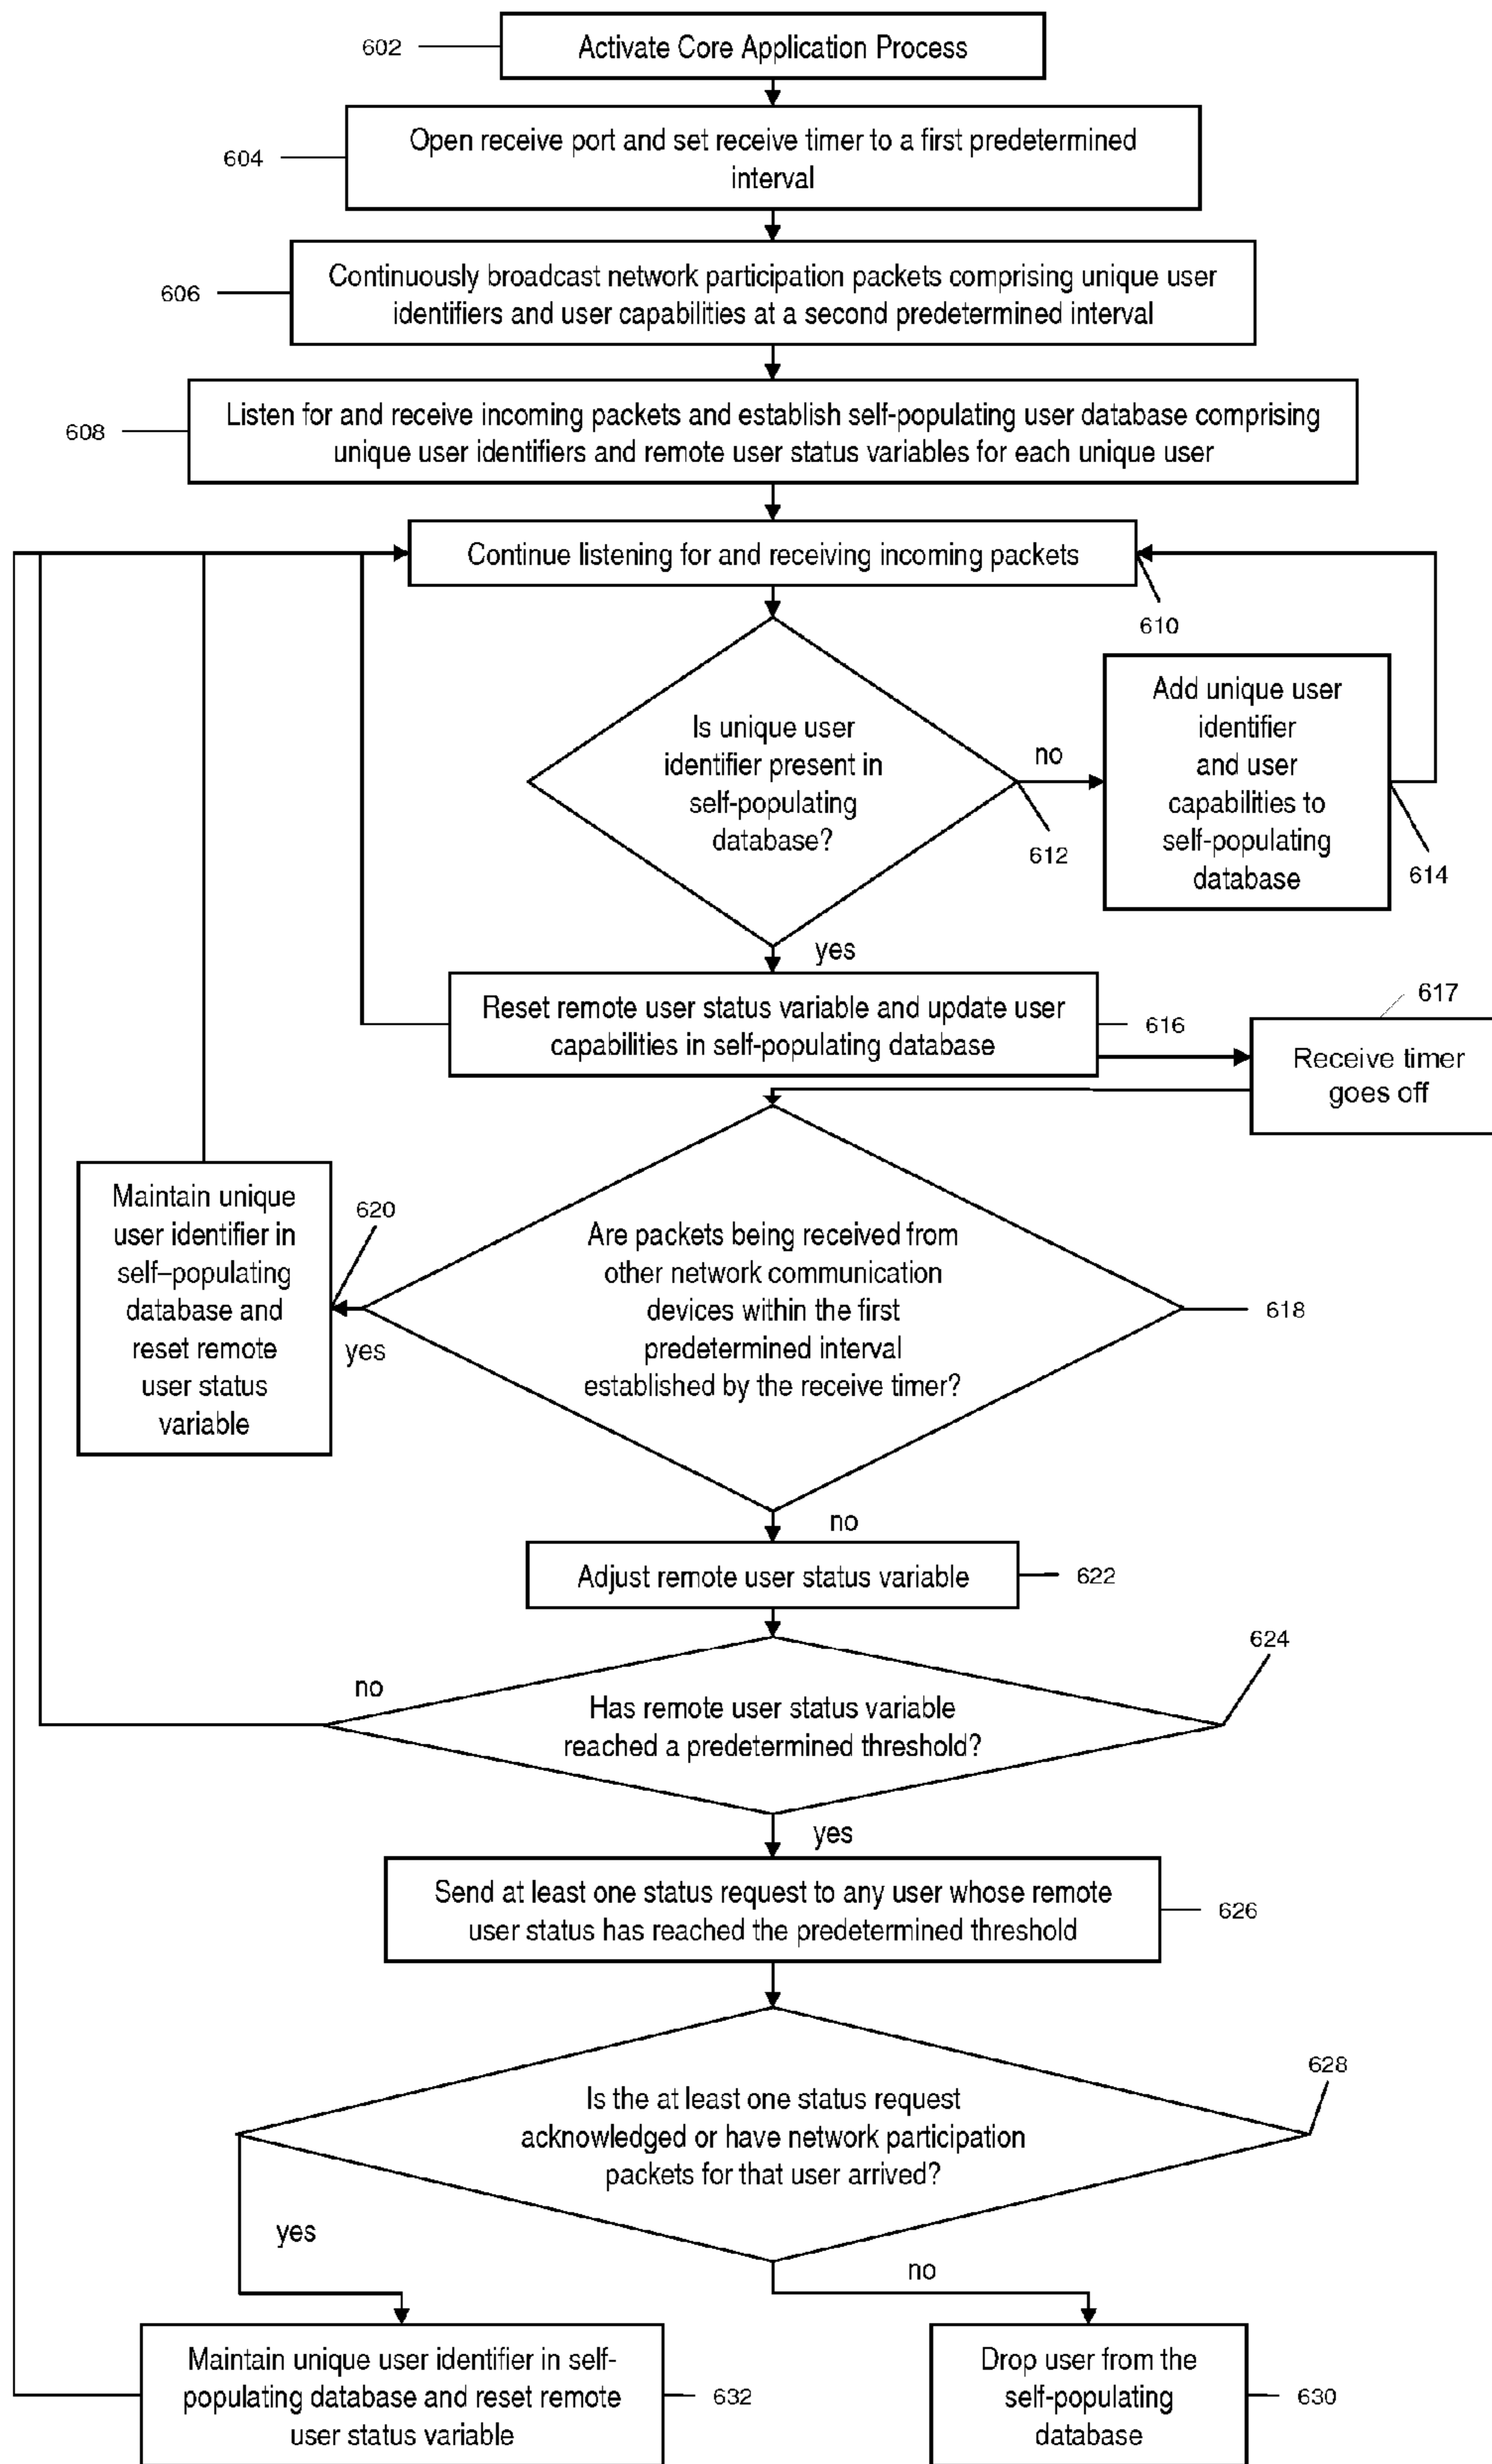 602
Activate Core Application Process
604
Open receive port and set receive timer to a first predetermined
interval
606
Continuously broadcast network participation packets comprising unique user
identifiers and user capabilities at a second predetermined interval
608
Listen for and receive incoming packets and establish self-populating user database comprising
unique user identifiers and remote user status variables for each unique user
Continue listening for and receiving incoming packets
610
Is unique user
identifier present in
self-populating
database?
no
612
Add unique user
identifier
and user
capabilities to
self-populating
database
614
yes
Reset remote user status variable and update user
capabilities in self-populating database
616
617
Receive timer
goes off
Maintain unique
user identifier in
self–populating
database and
reset remote
user status
variable
620
yes
Are packets being received from
other network communication
devices within the first
predetermined interval
established by the receive timer?
618
no
Adjust remote user status variable
622
624
no
Has remote user status variable
reached a predetermined threshold?
yes
Send at least one status request to any user whose remote
user status has reached the predetermined threshold
626
628
Is the at least one status request
acknowledged or have network participation
packets for that user arrived?
yes
no
Maintain unique user identifier in self-
populating database and reset remote
user status variable
632
Drop user from the
self-populating
database
630